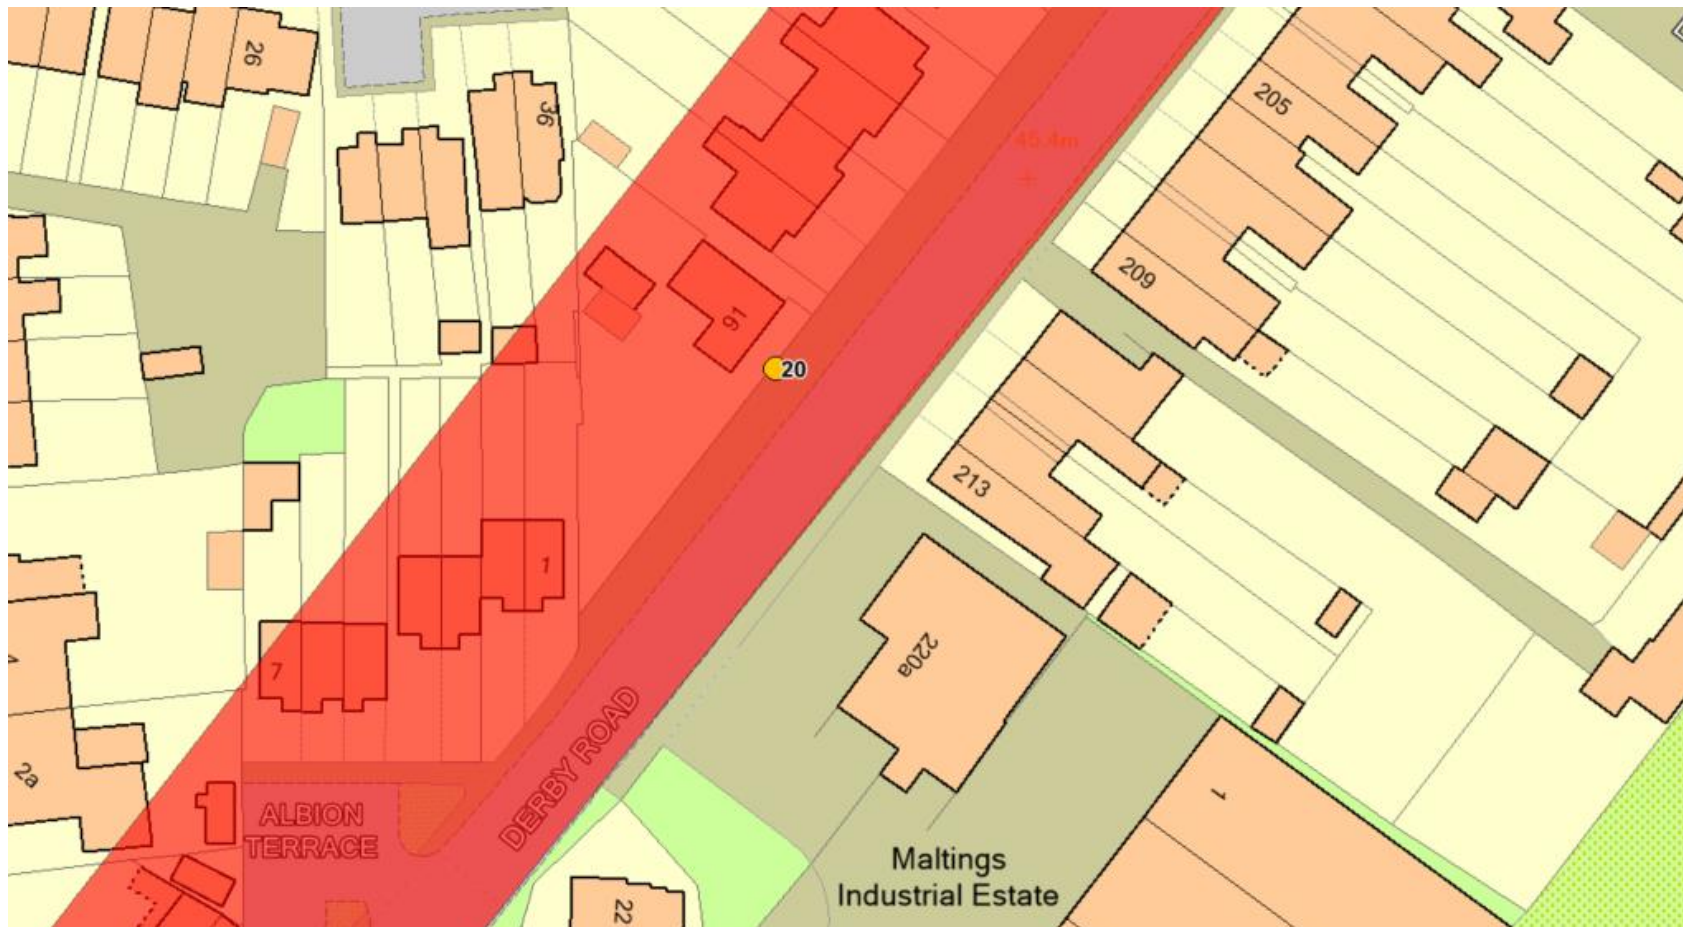 26
36
205
45.4m
209
91
20
213
1
220a
7
DERBY ROAD
2a
1
ALBION
TERRACE
Maltings
Industrial Estate
22